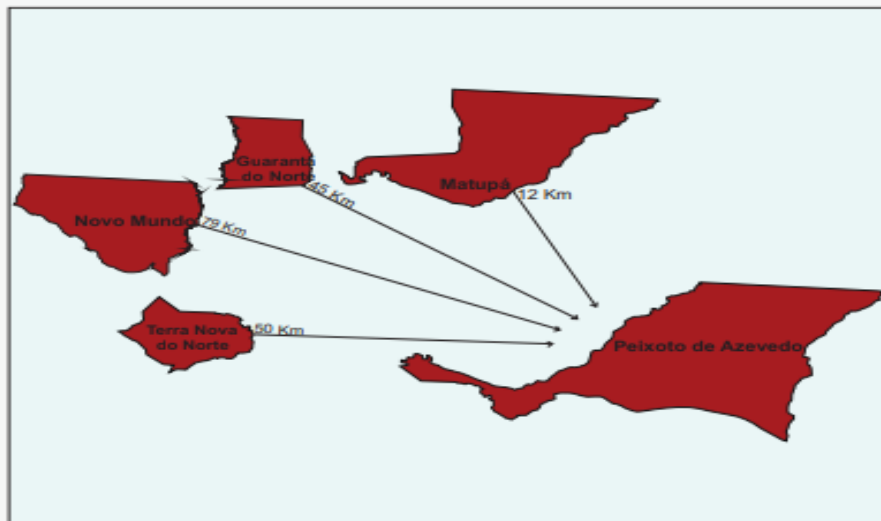 Guarantã
do Norte
45 Km
Matupá
12 Km
Novo Mundo
79 Km
Terra Nova
do Norte
50 Km
Peixoto de Azevedo